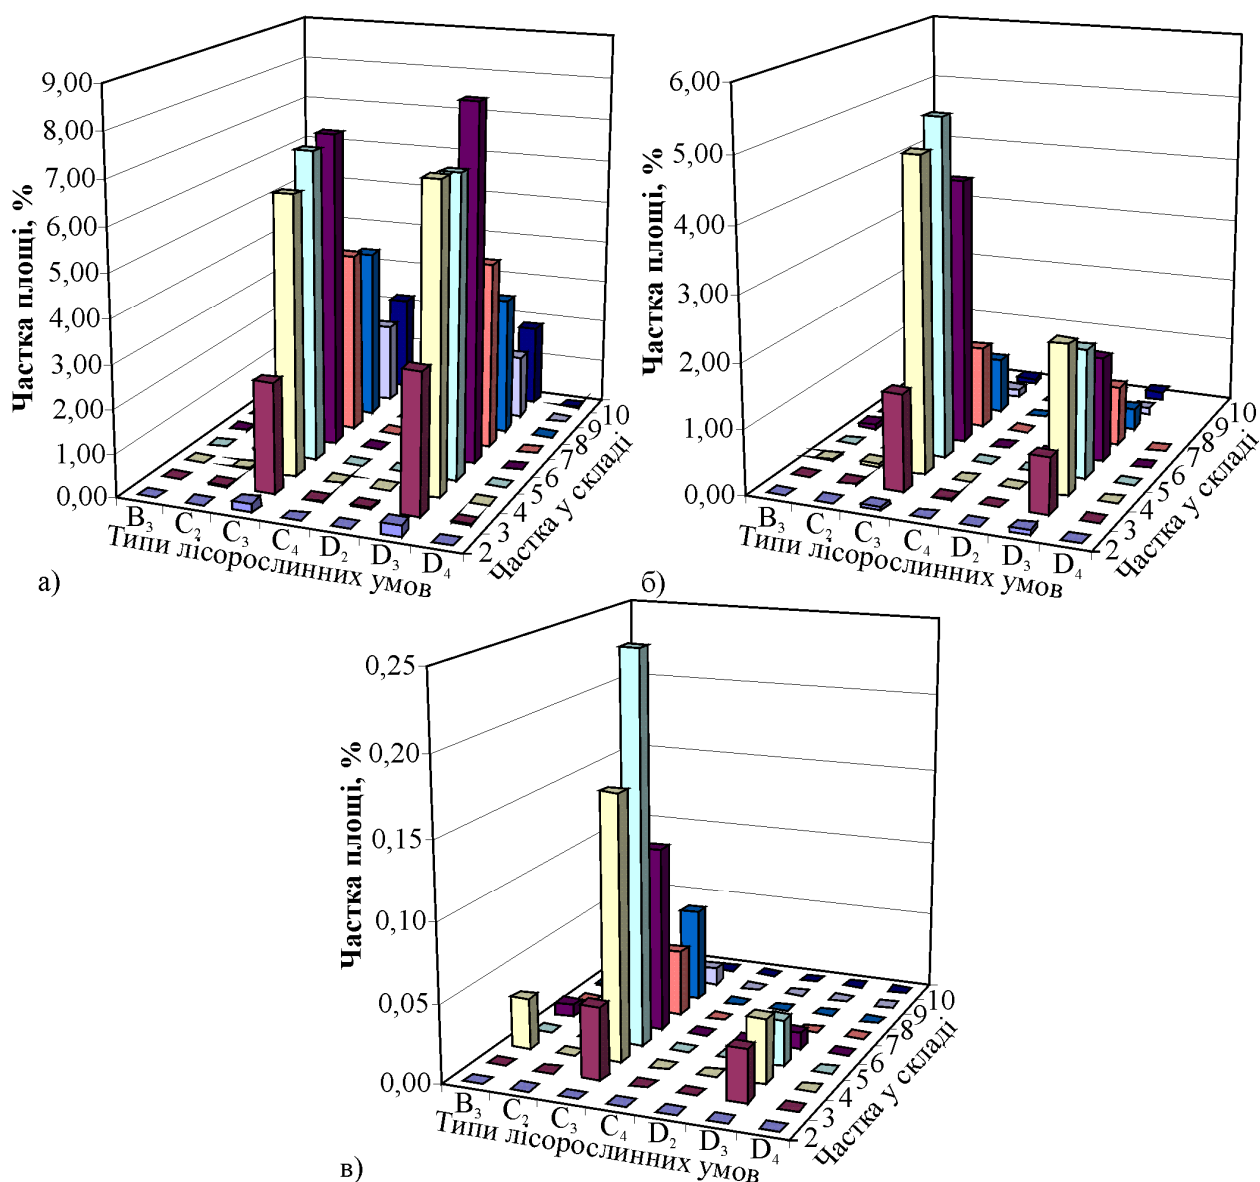 9,00
8,00
7,00
6,00
5,00
4,00
3,00
2,00
1,00
0,00
Частка площі, %
B₃ C₂ C₃ C₄ D₂ D₃ D₄
Типи лісорослинних умов
2 3 4 5 6 7 8 9 10
Частка у складі
а)
6,00
5,00
4,00
3,00
2,00
1,00
0,00
Частка площі, %
B₃ C₂ C₃ C₄ D₂ D₃ D₄
Типи лісорослинних умов
2 3 4 5 6 7 8 9 10
Частка у складі
б)
0,25
0,20
0,15
0,10
0,05
0,00
Частка площі, %
B₃ C₂ C₃ C₄ D₂ D₃ D₄
Типи лісорослинних умов
2 3 4 5 6 7 8 9 10
Частка у складі
в)